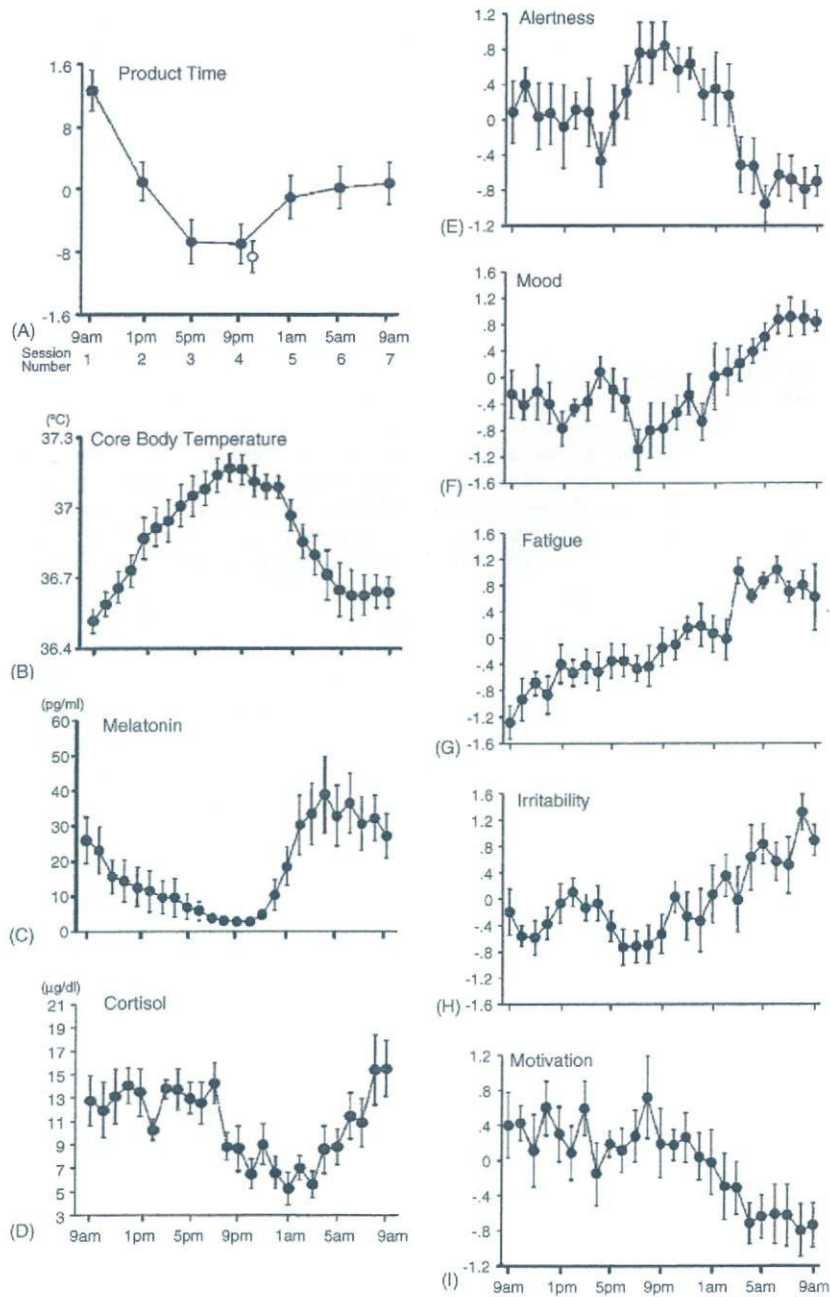 Product Time
1.6
8
0
-8
-1.6
(A)
9am 1pm 5pm 9pm 1am 5am 9am
Session Number 1 2 3 4 5 6 7
(ºC)
Core Body Temperature
37.3
37
36.7
36.4
(B)
(pg/ml)
Melatonin
60
50
40
30
20
10
0
(C)
(µg/dl)
Cortisol
21
19
17
15
13
11
9
7
5
3
(D)
9am 1pm 5pm 9pm 1am 5am 9am
Alertness
1.2
.8
.4
0
-.4
-.8
-1.2
(E)
Mood
1.6
1.2
.8
.4
0
-.4
-.8
-1.2
-1.6
(F)
Fatigue
1.6
1.2
.8
.4
0
-.4
-.8
-1.2
-1.6
(G)
Irritability
1.6
1.2
.8
.4
0
-.4
-.8
-1.2
-1.6
(H)
Motivation
1.2
.8
.4
0
-.4
-.8
-1.2
(I)
9am 1pm 5pm 9pm 1am 5am 9am